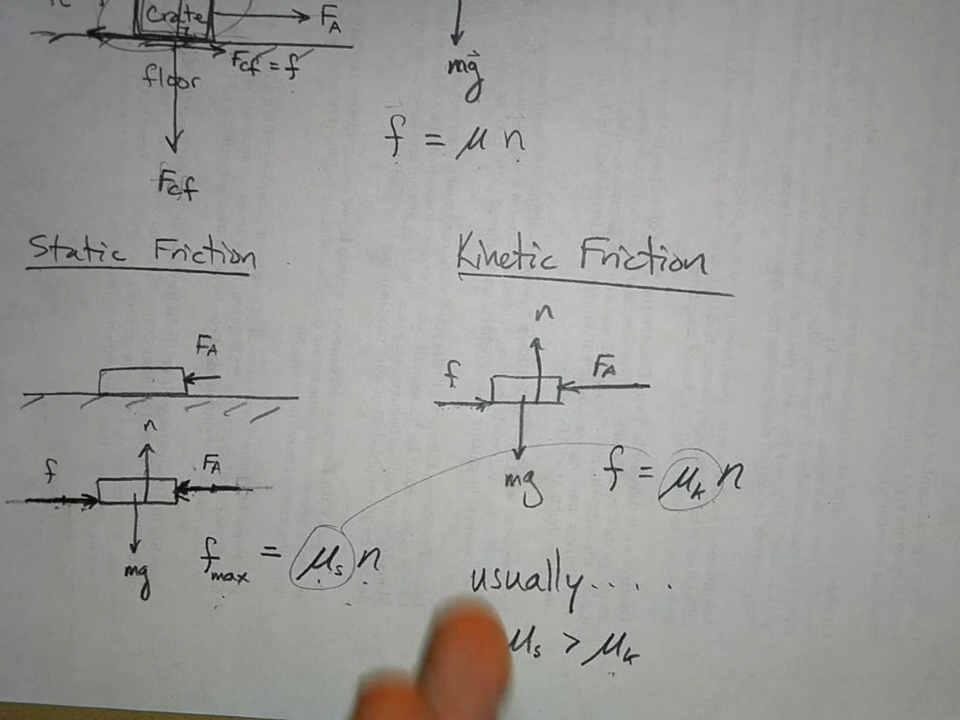 Crate
F_A
F_cf = f
floor
mg⃗
f⃗ = μ n
F_cf
Static Friction
Kinetic Friction
n
F_A
F_A
f
n
f
F_A
mg
f = μ_k n
mg
f_max = μ_s n
usually.....
μ_s > μ_k